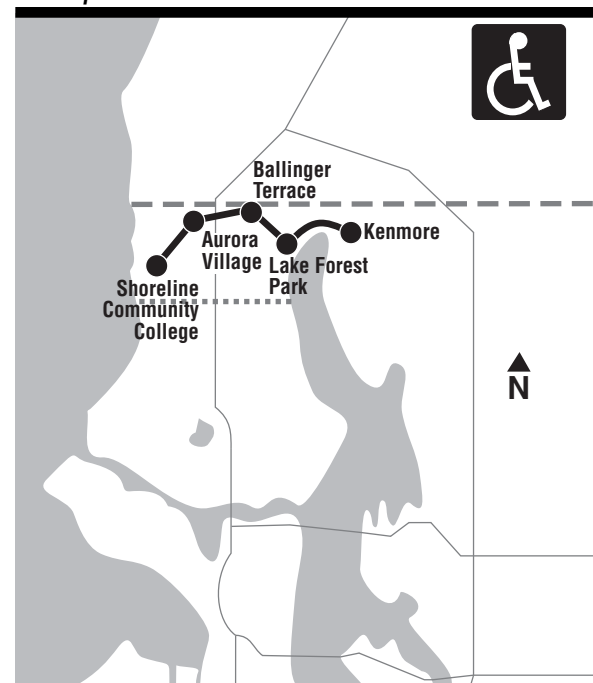 Ballinger
Terrace
Kenmore
Aurora
Village
Lake Forest
Park
Shoreline
Community
College
N